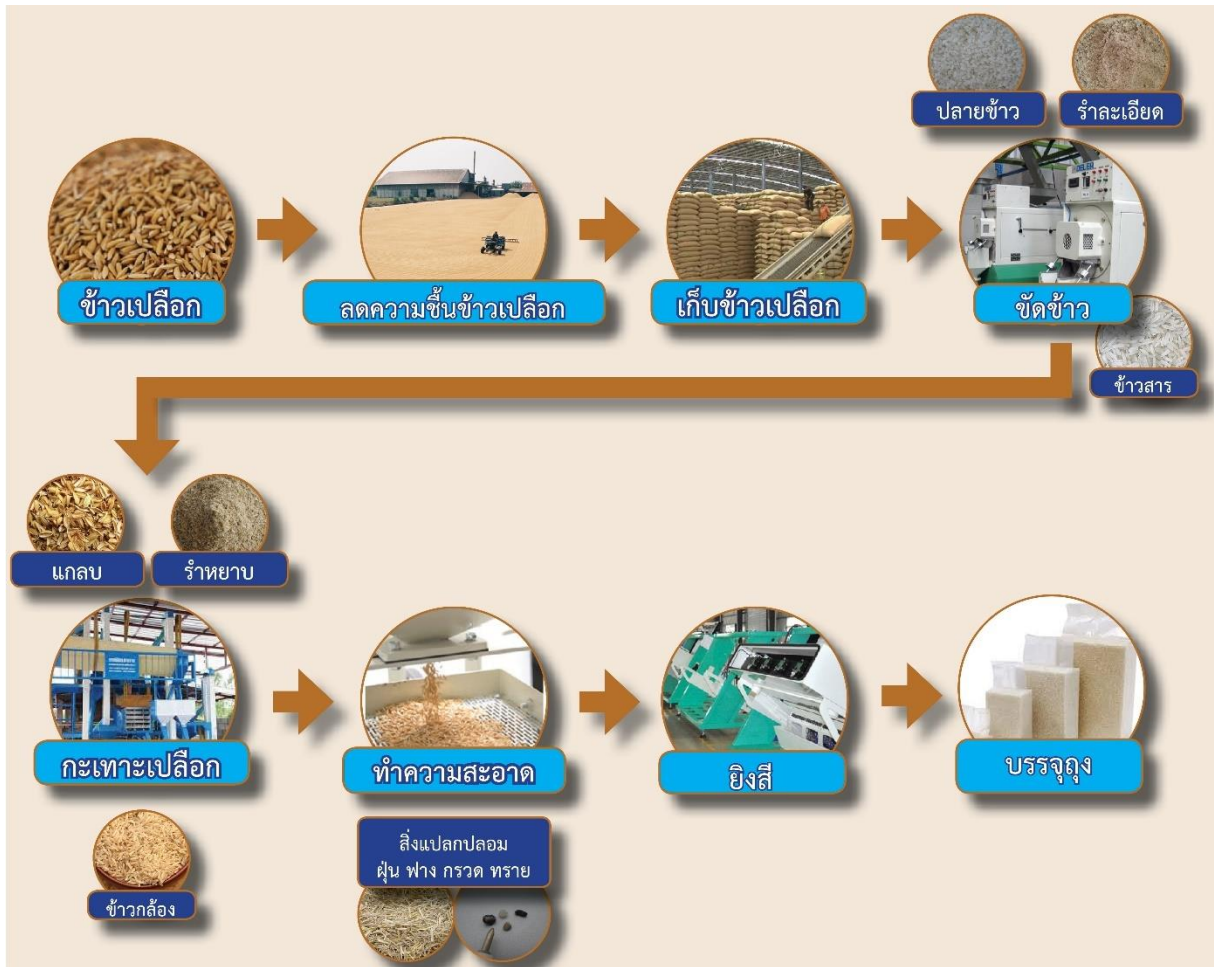 ปลายข้าว
รำละเอียด
ข้าวเปลือก
ลดความชื้นข้าวเปลือก
เก็บข้าวเปลือก
ขัดข้าว
ข้าวสาร
แกลบ
รำหยาบ
กะเทาะเปลือก
ทำความสะอาด
ยิงสี
บรรจุถุง
ข้าวกล้อง
สิ่งแปลกปลอม
ฝุ่น ฟาง กรวด ทราย